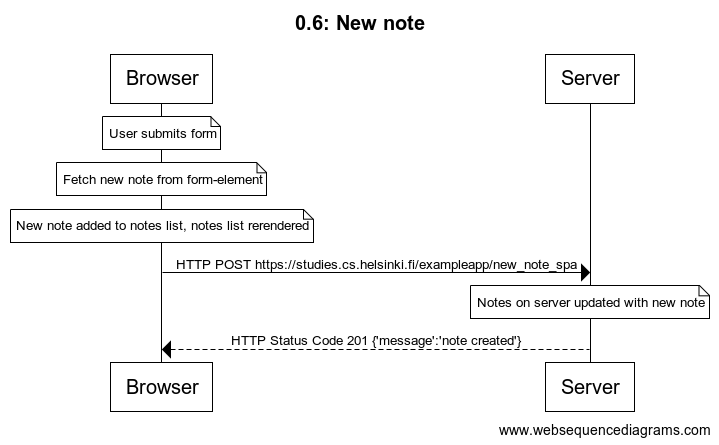 0.6: New note
Browser
Server
User submits form
Fetch new note from form-element
New note added to notes list, notes list rerendered
HTTP POST https://studies.cs.helsinki.fi/exampleapp/new_note_spa
Notes on server updated with new note
HTTP Status Code 201 {'message':'note created'}
Browser
Server
www.websequencediagrams.com